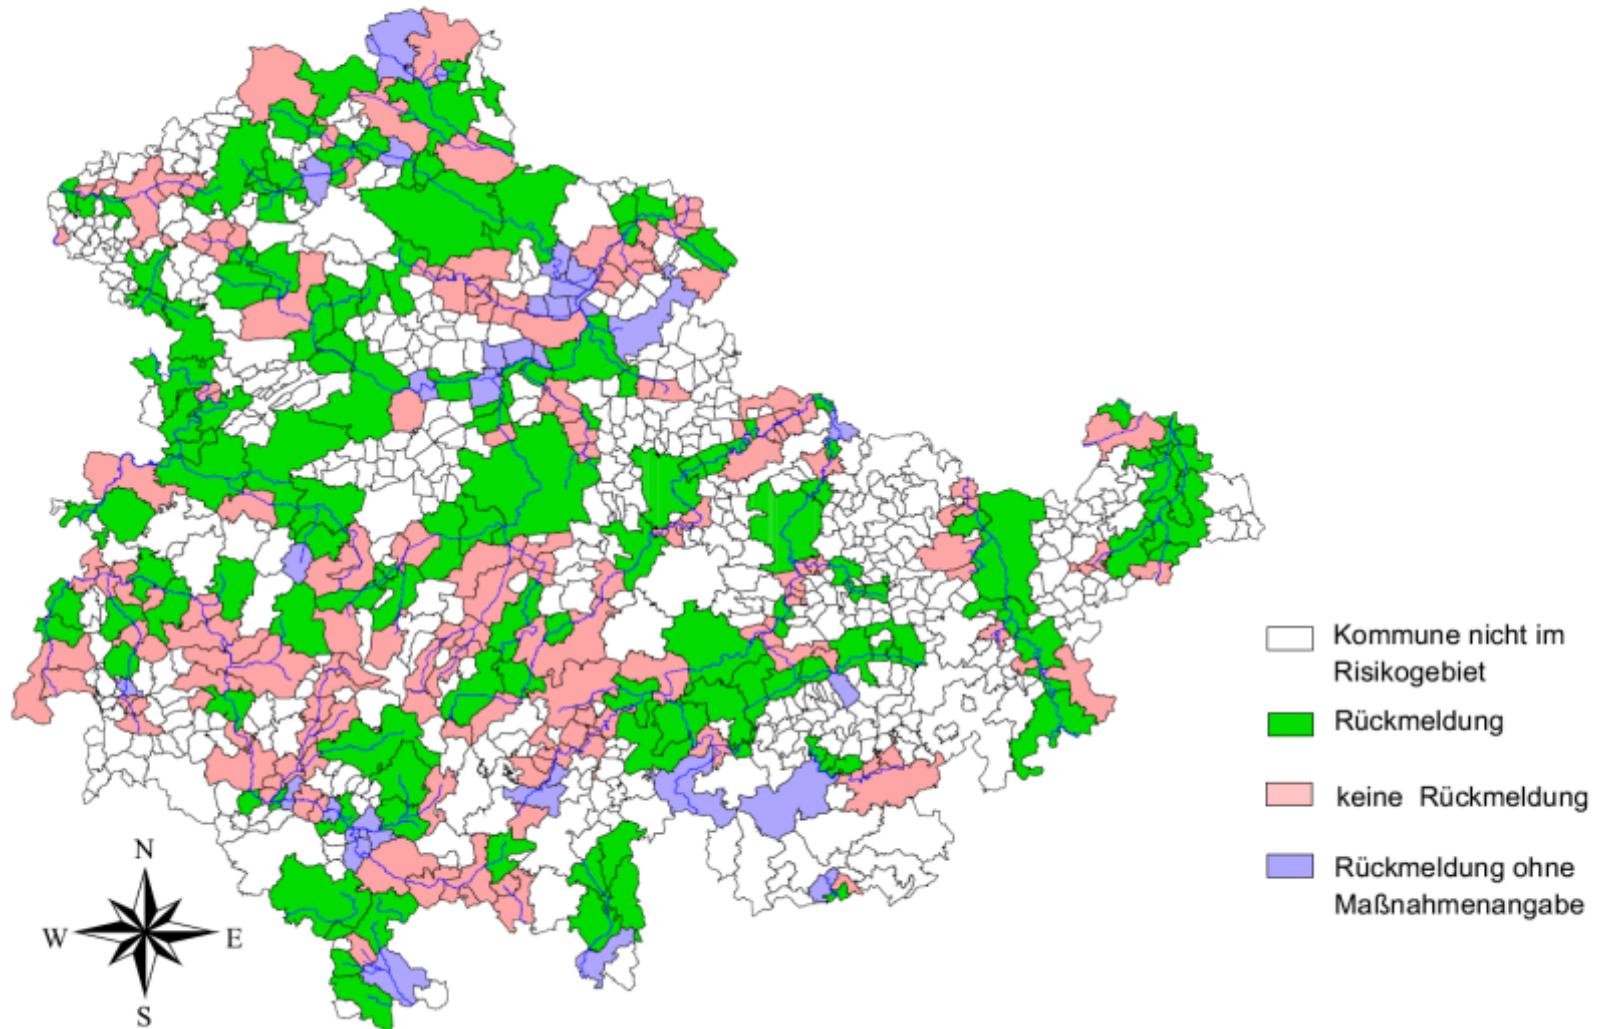 Kommune nicht im
Risikogebiet
Rückmeldung
keine Rückmeldung
Rückmeldung ohne
Maßnahmenangabe
N
W
E
S